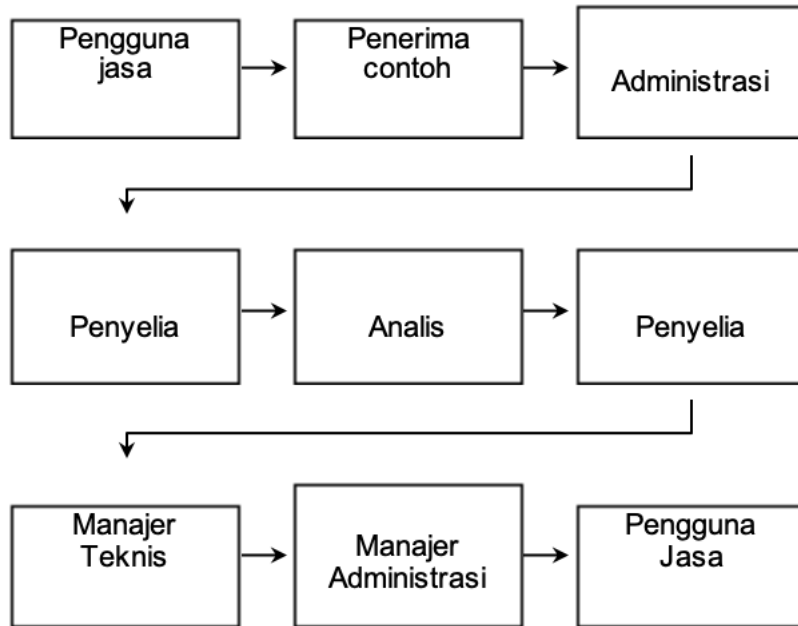 Pengguna
jasa
Penerima
contoh
Administrasi
Penyelia
Analis
Penyelia
Manajer
Teknis
Manajer
Administrasi
Pengguna
Jasa